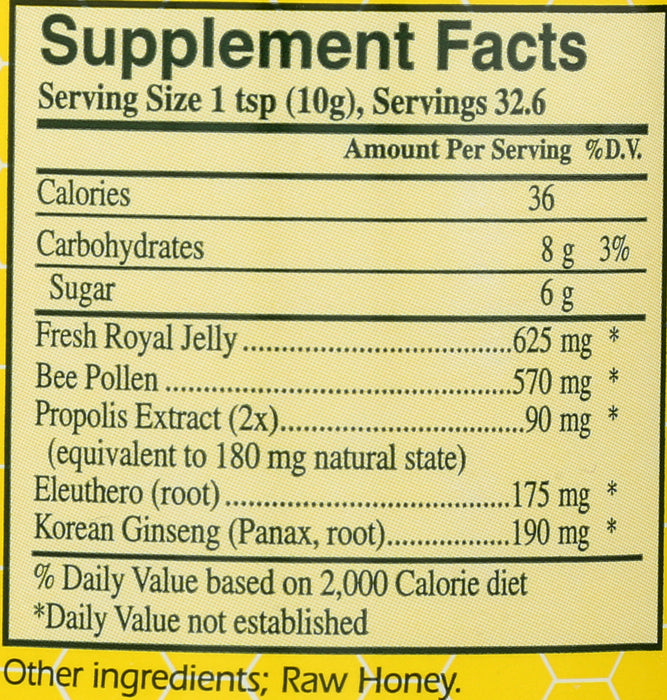 Supplement Facts
Serving Size 1 tsp (10g), Servings 32.6
Amount Per Serving %D.V.
Calories 36
Carbohydrates 8 g 3%
Sugar 6 g
Fresh Royal Jelly ................................625 mg *
Bee Pollen .........................................570 mg *
Propolis Extract (2x).............................90 mg *
(equivalent to 180 mg natural state)
Eleuthero (root) ..................................175 mg *
Korean Ginseng (Panax, root)...............190 mg *
% Daily Value based on 2,000 Calorie diet
*Daily Value not established
Other ingredients; Raw Honey.